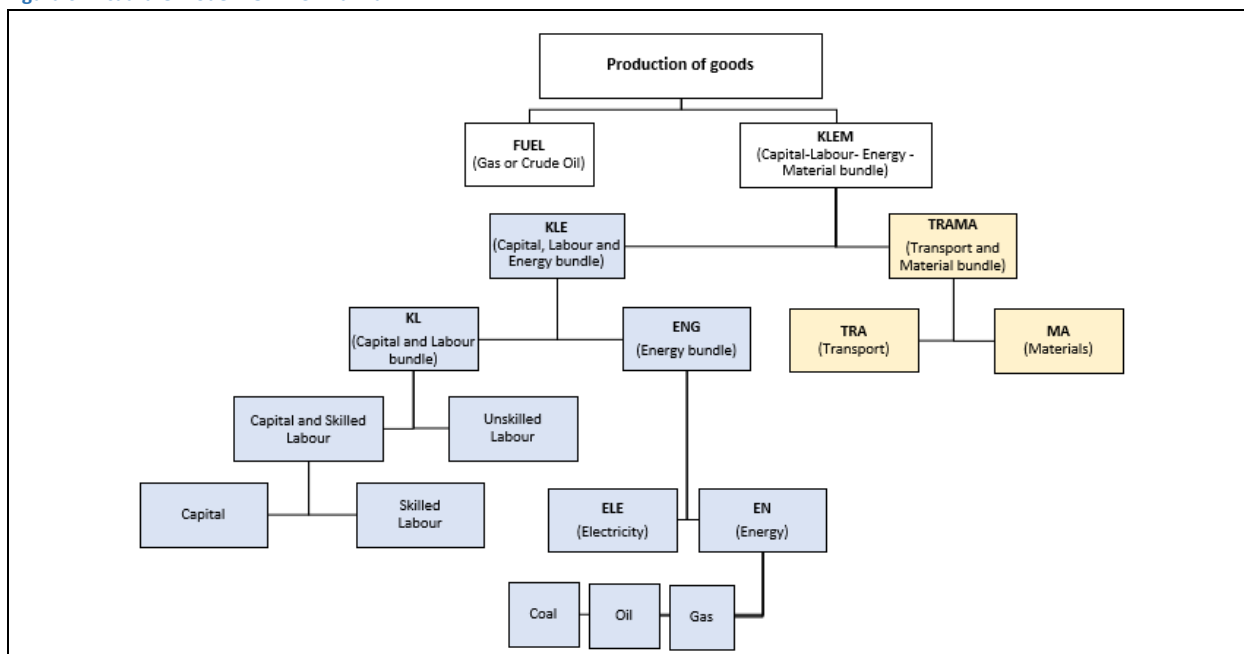 Production of goods
FUEL
(Gas or Crude Oil)
KLEM
(Capital-Labour- Energy -
Material bundle)
KLE
(Capital, Labour and
Energy bundle)
TRAMA
(Transport and
Material bundle)
KL
(Capital and Labour
bundle)
ENG
(Energy bundle)
TRA
(Transport)
MA
(Materials)
Capital and Skilled
Labour
Unskilled
Labour
Capital
Skilled
Labour
ELE
(Electricity)
EN
(Energy)
Coal
Oil
Gas